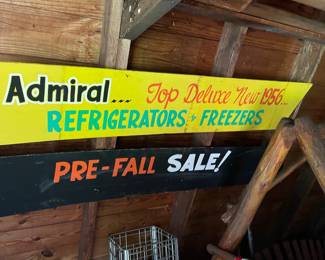 Admiral... Top Deluxe New 1956...
REFRIGERATORS & FREEZERS
PRE-FALL SALE!